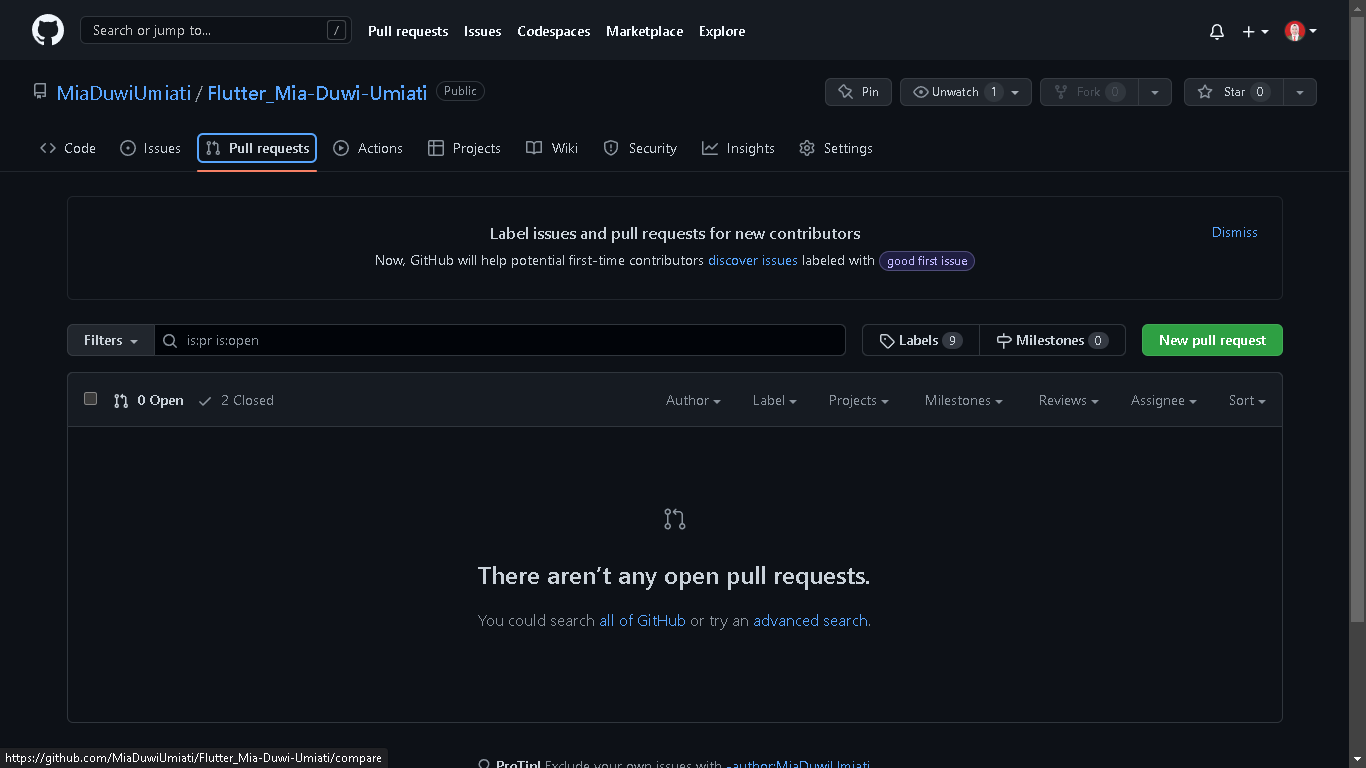 Search or jump to... / Pull requests Issues Codespaces Marketplace Explore
MiaDuwiUmiati / Flutter_Mia-Duwi-Umiati Public Pin Unwatch 1 Fork 0 Star 0
Code Issues Pull requests Actions Projects Wiki Security Insights Settings
Label issues and pull requests for new contributors Dismiss
Now, GitHub will help potential first-time contributors discover issues labeled with good first issue
Filters is:pr is:open Labels 9 Milestones 0 New pull request
0 Open 2 Closed Author Label Projects Milestones Reviews Assignee Sort
There aren’t any open pull requests.
You could search all of GitHub or try an advanced search.
https://github.com/MiaDuwiUmiati/Flutter_Mia-Duwi-Umiati/compare
ProTip! Exclude your own issues with -author:MiaDuwiUmiati